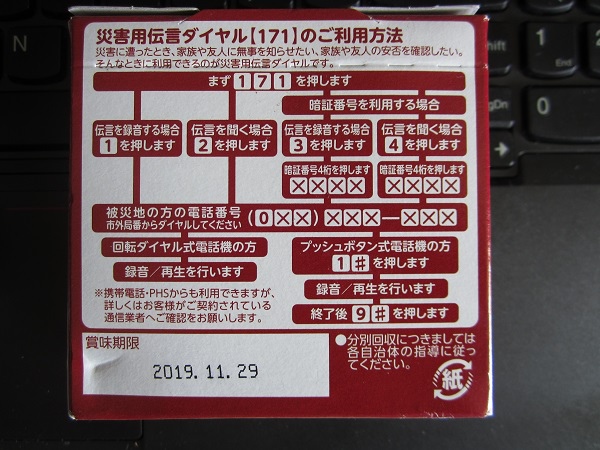 災害用伝言ダイヤル【171】のご利用方法
災害に遭ったとき、家族や友人に無事を知らせたい、家族や友人の安否を確認したい。
そんなときに利用できるのが災害用伝言ダイヤルです。
まず171を押します
暗証番号を利用する場合
伝言を録音する場合
1を押します
伝言を聞く場合
2を押します
伝言を録音する場合
3を押します
伝言を聞く場合
4を押します
暗証番号4桁を押します
××××
暗証番号4桁を押します
××××
被災地の方の電話番号
市外局番からダイヤルしてください
(0××)×××-×××
回転ダイヤル式電話機の方
録音/再生を行います
プッシュボタン式電話機の方
1#を押します
録音/再生を行います
終了後9#を押します
※携帯電話・PHSからも利用できますが、
詳しくはお客様がご契約されている
通信業者へご確認をお願いします。
賞味期限
2019.11.29
●分別回収につきましては
各自治体の指導に従っ
てください。
紙
N
1
End
PgDn
0